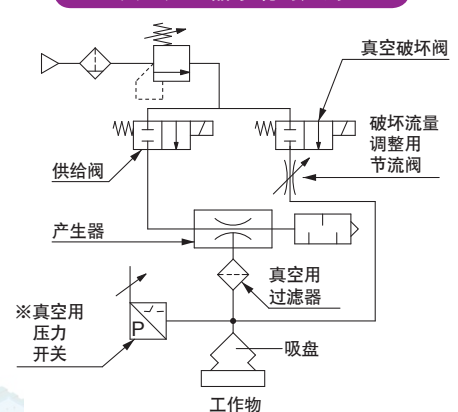 真空破坏阀
破坏流量
调整用
节流阀
供给阀
产生器
真空用
过滤器
※真空用
压力
开关
P
吸盘
工作物